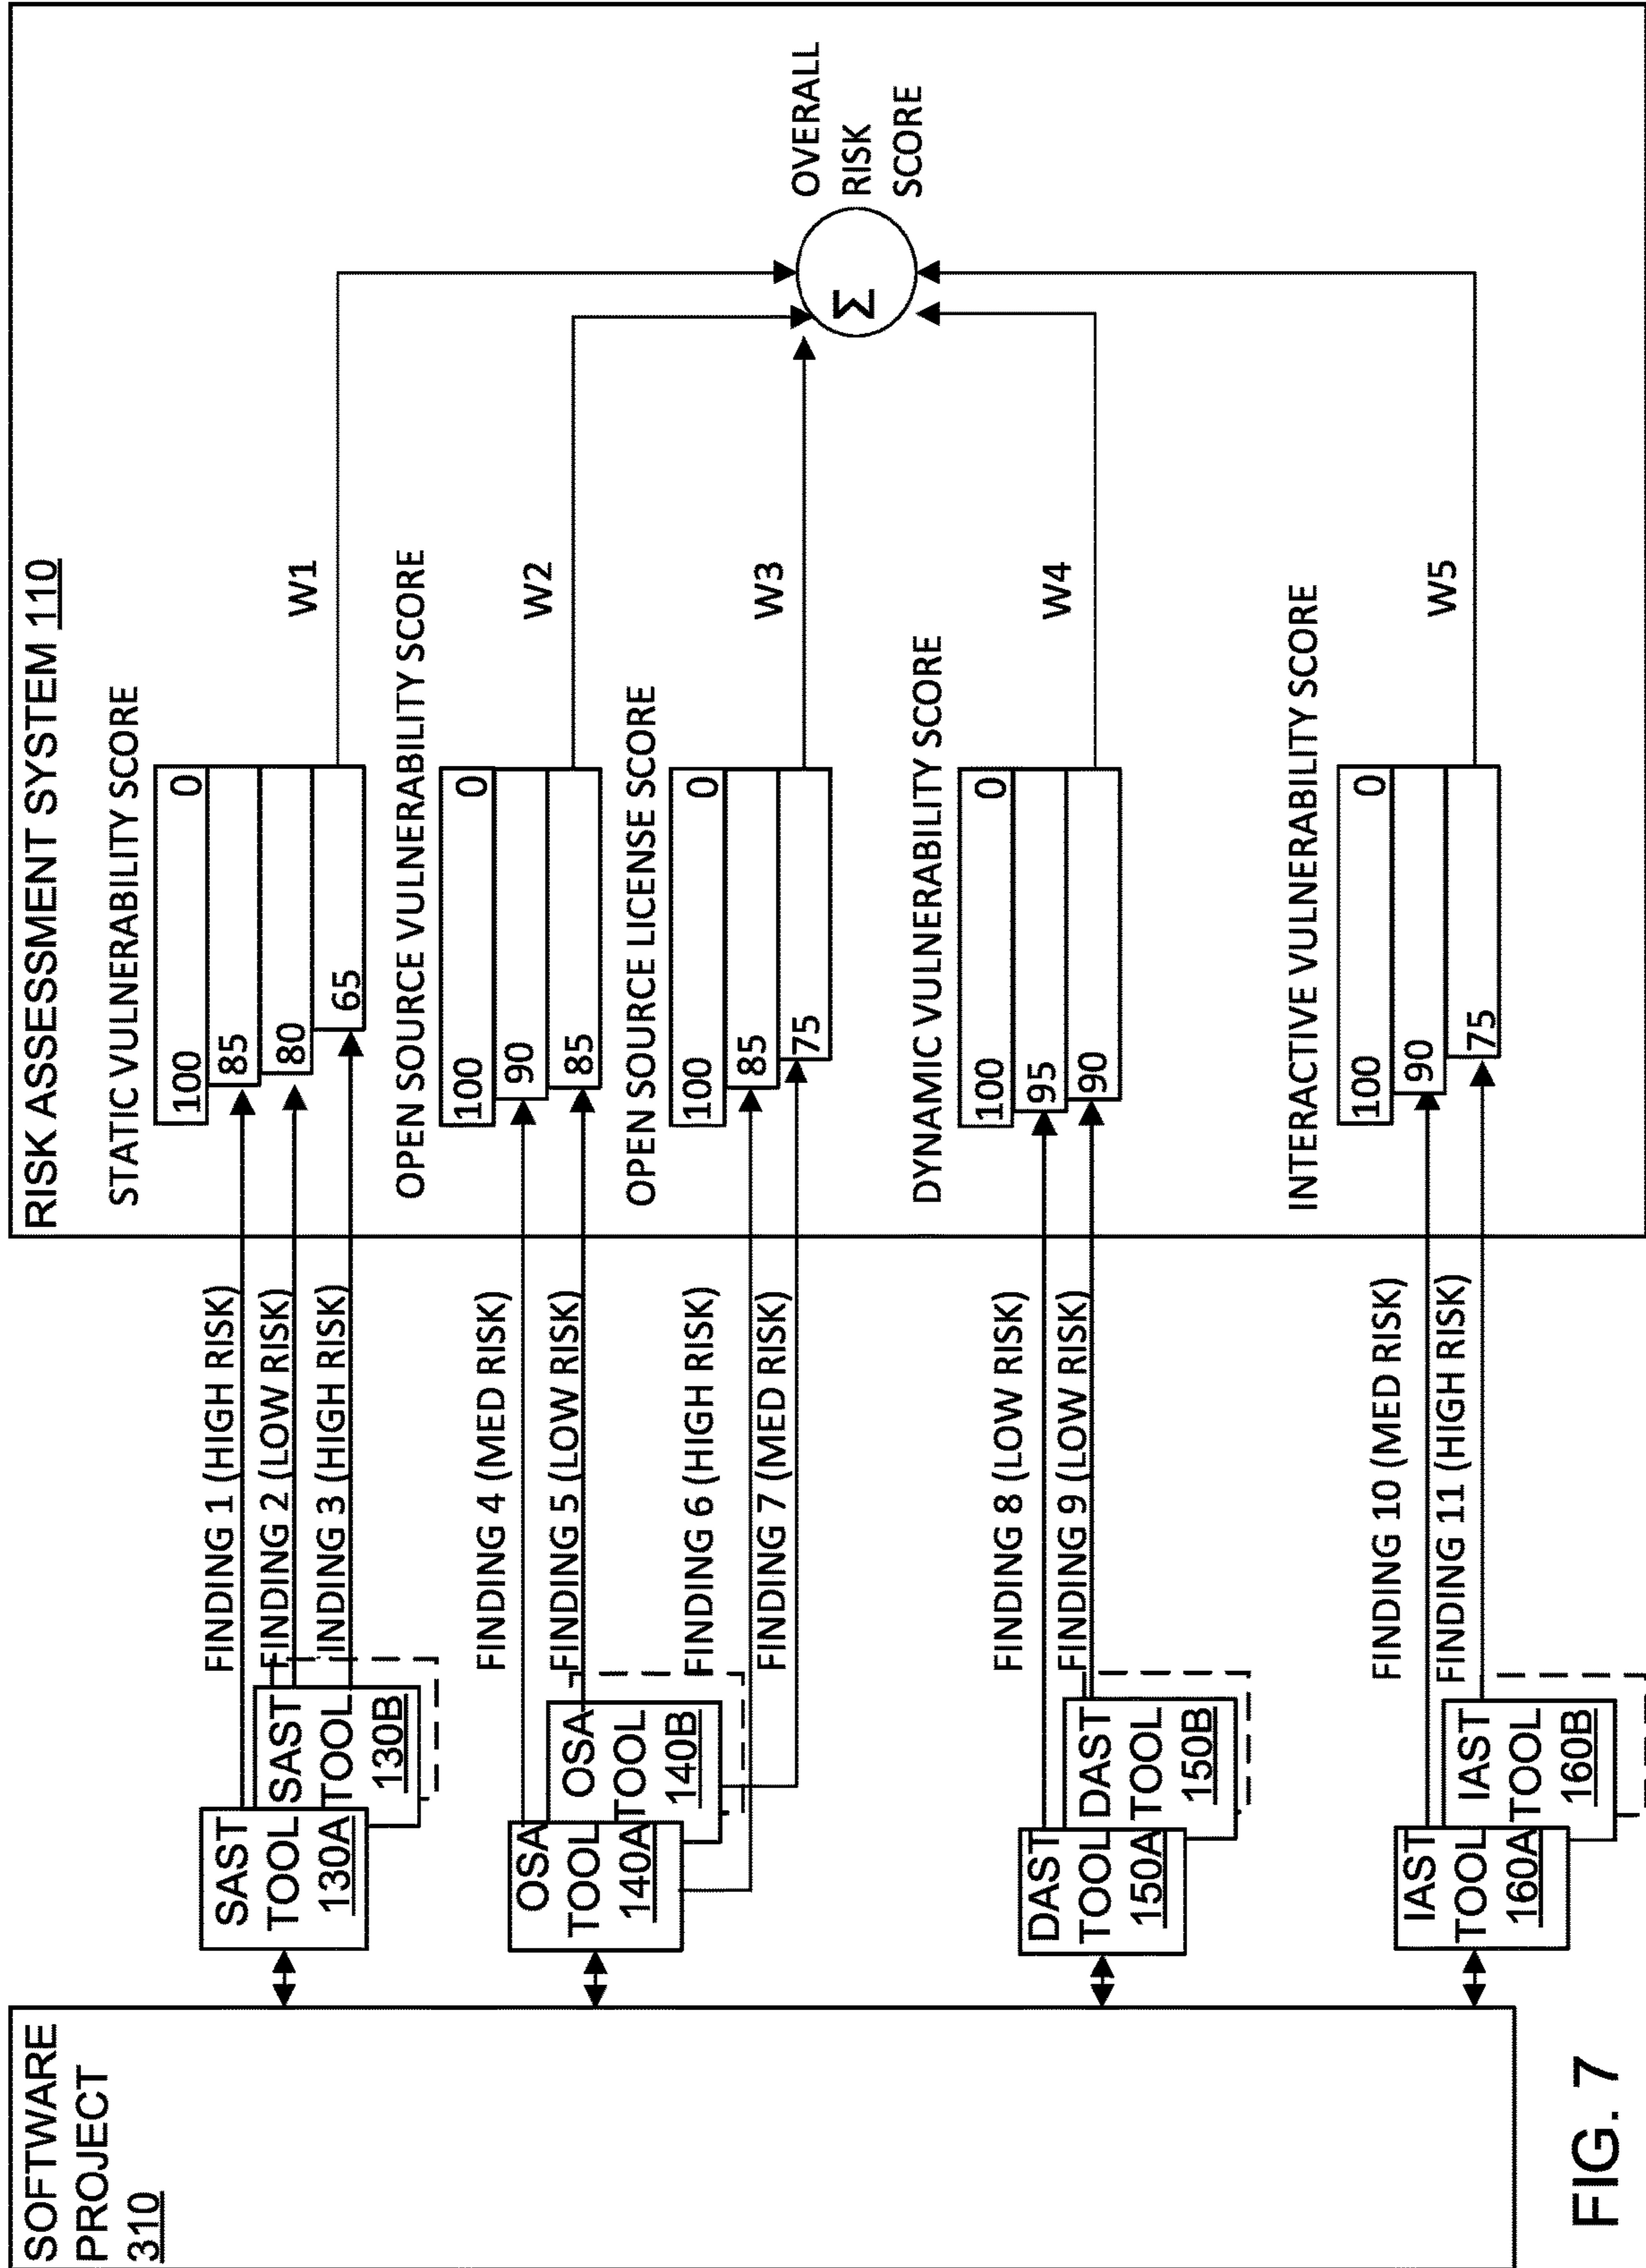 SOFTWARE
PROJECT
310
SAST
TOOL
130A
SAST
TOOL
130B
OSA
TOOL
140A
OSA
TOOL
140B
DAST
TOOL
150A
DAST
TOOL
150B
IAST
TOOL
160A
IAST
TOOL
160B
FINDING 1 (HIGH RISK)
FINDING 2 (LOW RISK)
FINDING 3 (HIGH RISK)
FINDING 4 (MED RISK)
FINDING 5 (LOW RISK)
FINDING 6 (HIGH RISK)
FINDING 7 (MED RISK)
FINDING 8 (LOW RISK)
FINDING 9 (LOW RISK)
FINDING 10 (MED RISK)
FINDING 11 (HIGH RISK)
RISK ASSESSMENT SYSTEM 110
STATIC VULNERABILITY SCORE
100 0
85
80
65
W1
OPEN SOURCE VULNERABILITY SCORE
100 0
90
85
W2
OPEN SOURCE LICENSE SCORE
100 0
85
75
W3
DYNAMIC VULNERABILITY SCORE
100 0
95
90
W4
INTERACTIVE VULNERABILITY SCORE
100 0
90
75
W5
Σ
OVERALL
RISK
SCORE
FIG. 7